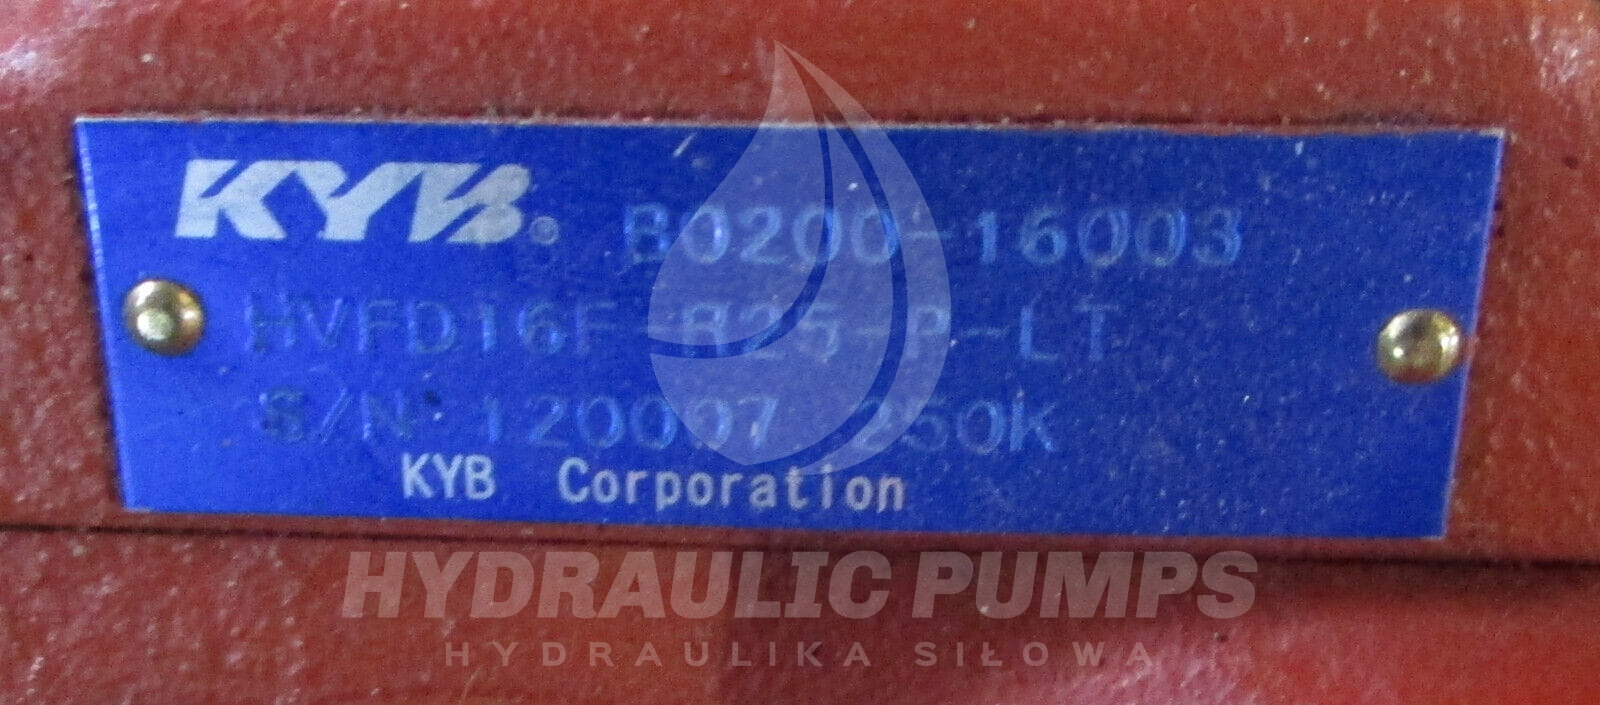 KYB® B0200-16003
HVFD16F-R25-P-LT
S/N 120007 250K
KYB Corporation
HYDRAULIC PUMPS
HYDRAULIKA SIŁOWA